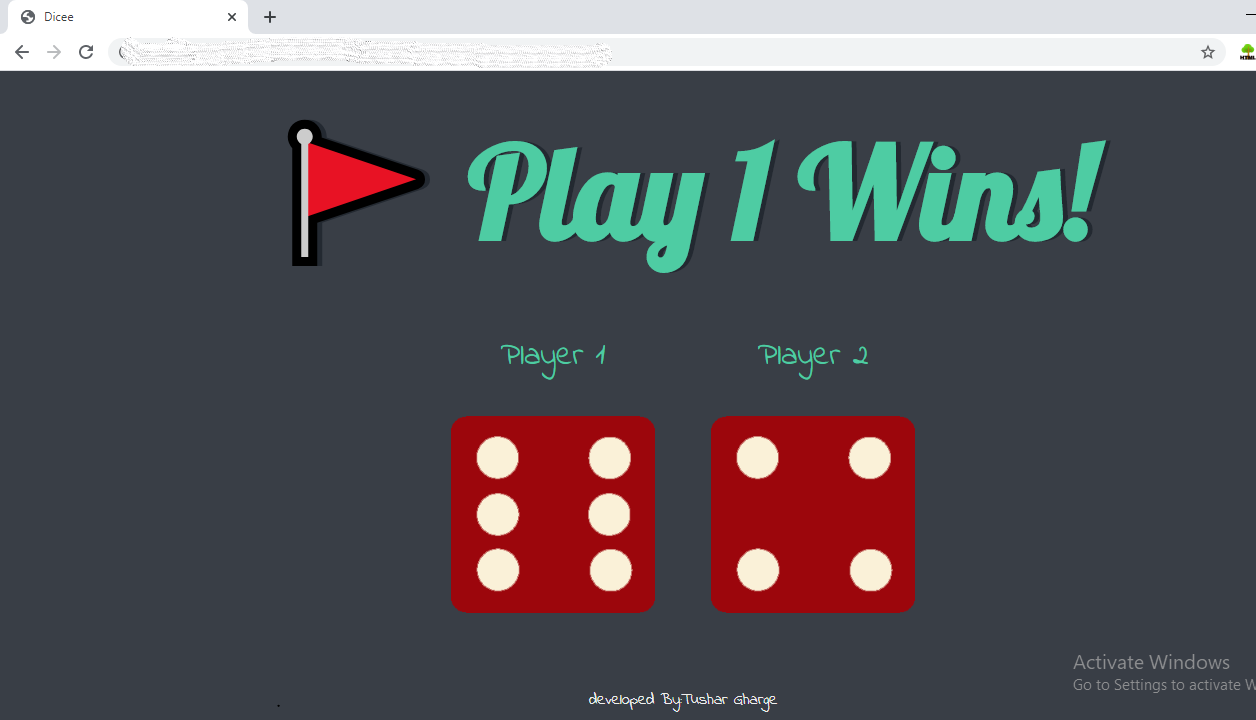 Dicee
HTML
Play 1 Wins!
Player 1
Player 2
Activate Windows
Go to Settings to activate W
developed By:Tushar Gharge